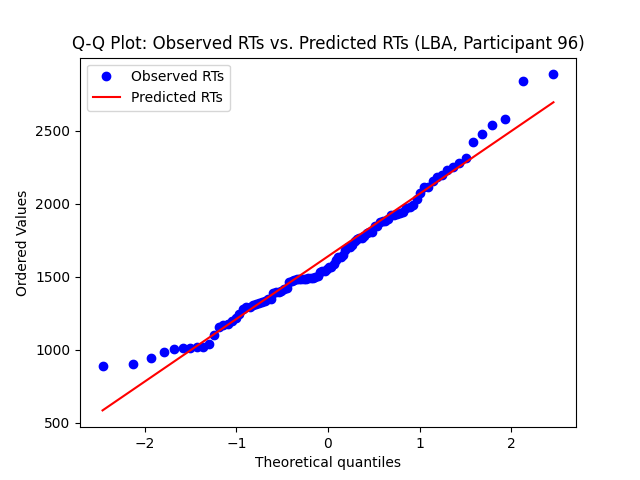 Q-Q Plot: Observed RTs vs. Predicted RTs (LBA, Participant 96)
Observed RTs
Predicted RTs
2500
2000
1500
1000
500
Ordered Values
−2
−1
0
1
2
Theoretical quantiles